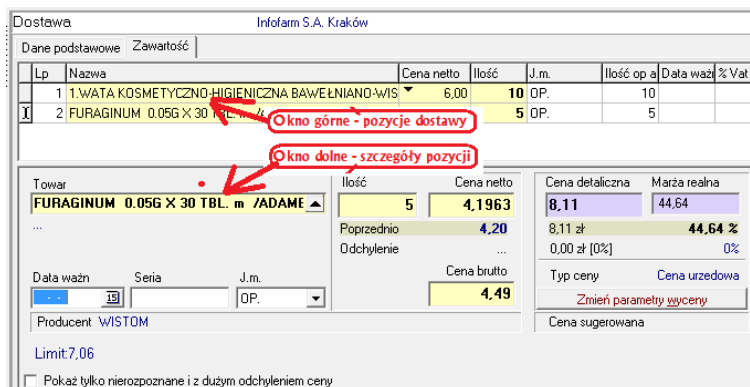 Dostawa Infofarm S.A. Kraków
Dane podstawowe Zawartość
Lp Nazwa Cena netto Ilość J.m. Ilość op a Data ważi % Vat
1 1.WATA KOSMETYCZNO-HIGIENICZNA BAWEŁNIANO-WIS 6,00 10 OP. 10
2 FURAGINUM 0.05G X 30 TBL. m 5 OP. 5
Okno górne - pozycje dostawy
Okno dolne - szczegóły pozycji
Towar Ilość Cena netto Cena detaliczna Marża realna
FURAGINUM 0.05G X 30 TBL. m /ADAME 5 4,1963 8,11 44,64
... Poprzednio 4,20 8,11 zł 44,64 %
Odchylenie ... 0,00 zł [0%] 0%
Data ważn Seria J.m. Cena brutto Typ ceny Cena urzedowa
- - 15 OP. 4,49 Zmień parametry wyceny
Producent WISTOM Cena sugerowana
Limit:7,06
Pokaż tylko nierozpoznane i z dużym odchyleniem ceny